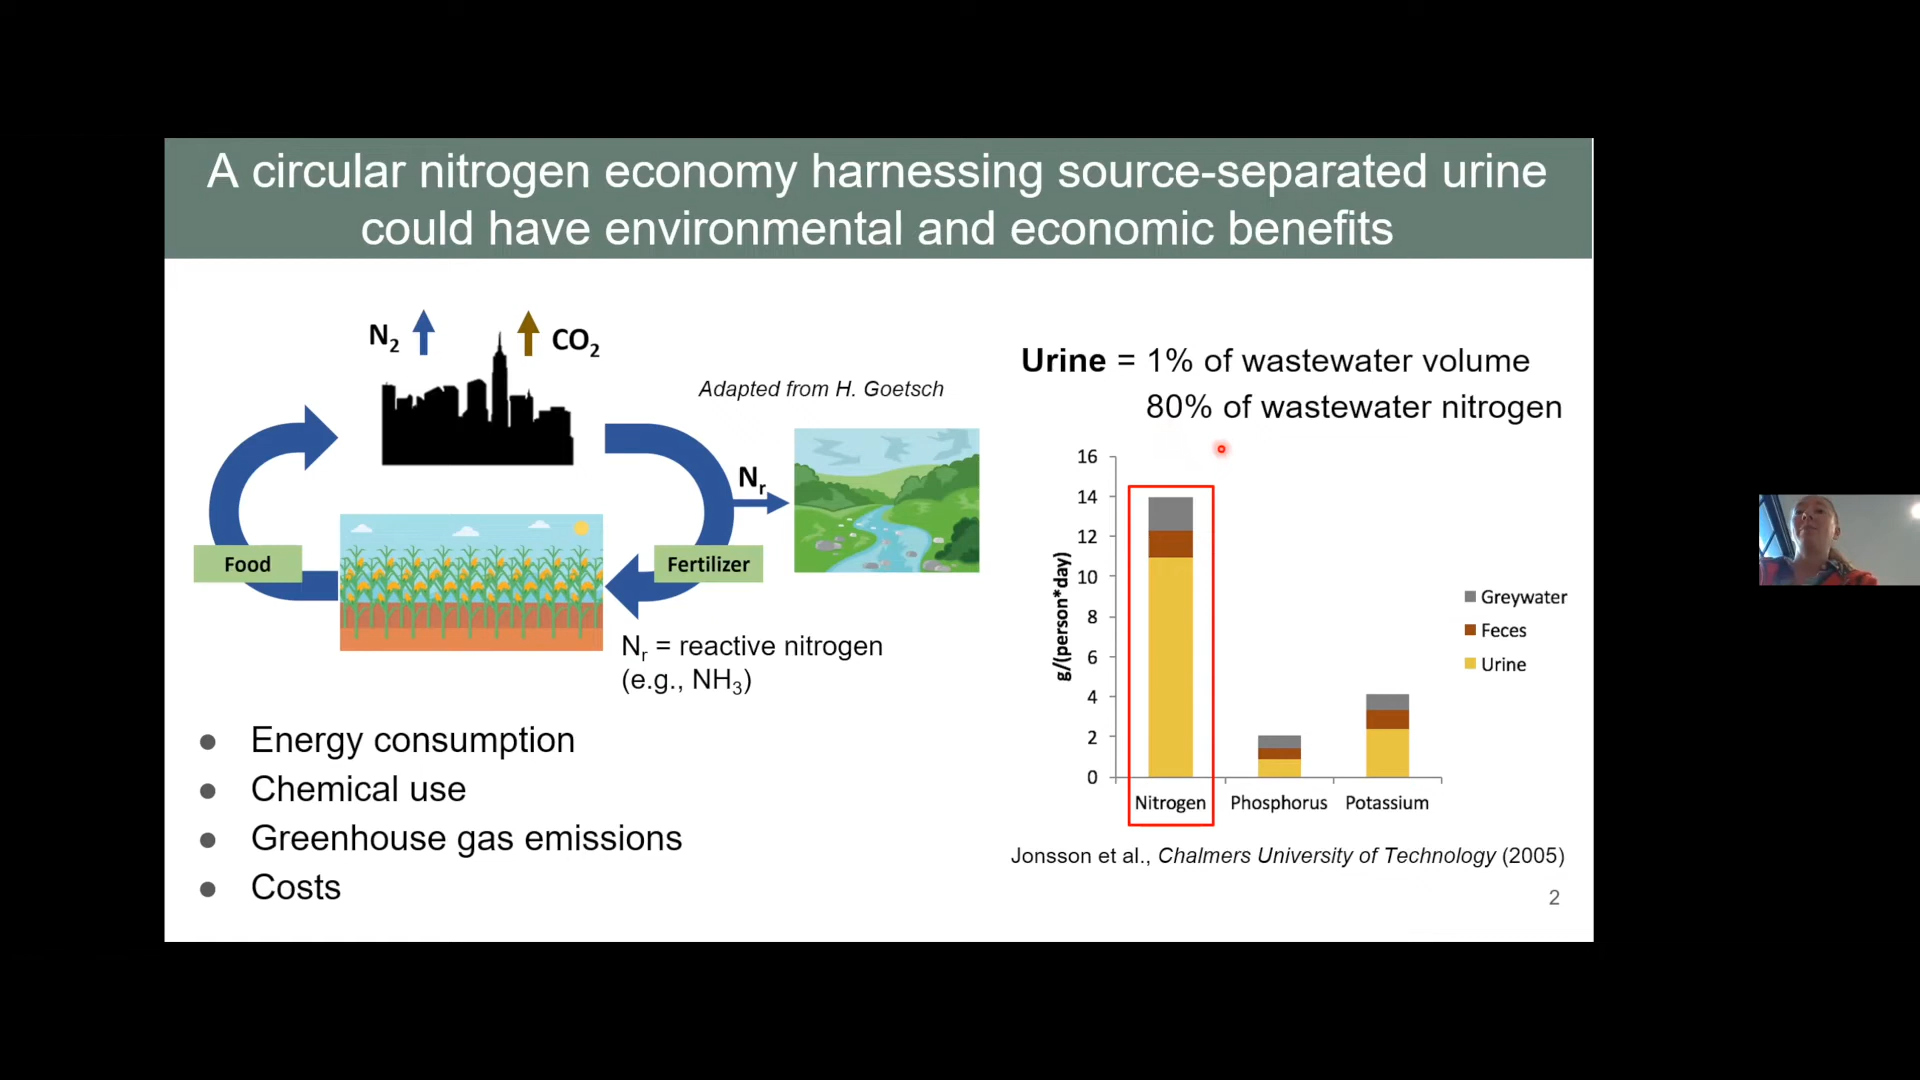 A circular nitrogen economy harnessing source-separated urine
could have environmental and economic benefits
N₂
CO₂
Adapted from H. Goetsch
Nᵣ
Food
Fertilizer
Nᵣ = reactive nitrogen
(e.g., NH₃)
Energy consumption
Chemical use
Greenhouse gas emissions
Costs
Urine = 1% of wastewater volume
80% of wastewater nitrogen
16
14
12
10
8
6
4
2
0
g/(person*day)
Nitrogen
Phosphorus
Potassium
Greywater
Feces
Urine
Jonsson et al., Chalmers University of Technology (2005)
2